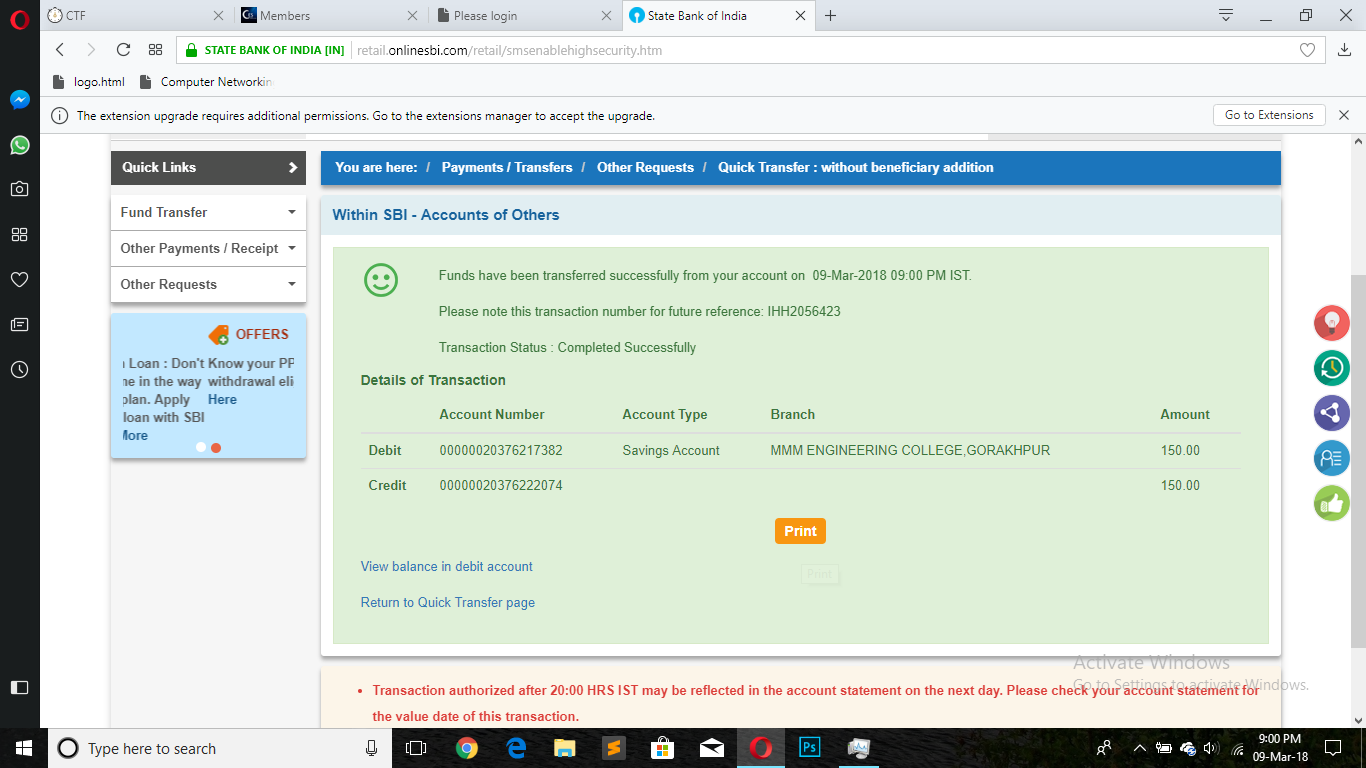 CTF
Members
Please login
State Bank of India
STATE BANK OF INDIA [IN]
retail.onlinesbi.com/retail/smsenablehighsecurity.htm
logo.html
Computer Networkin
The extension upgrade requires additional permissions. Go to the extensions manager to accept the upgrade.
Go to Extensions
Quick Links
You are here: / Payments / Transfers / Other Requests / Quick Transfer : without beneficiary addition
Fund Transfer
Other Payments / Receipt
Other Requests
Within SBI - Accounts of Others
Funds have been transferred successfully from your account on 09-Mar-2018 09:00 PM IST.
Please note this transaction number for future reference: IHH2056423
Transaction Status : Completed Successfully
OFFERS
Loan : Don't
ne in the way
plan. Apply
loan with SBI
More
Know your PF
withdrawal eli
Here
Details of Transaction
Account Number Account Type Branch Amount
Debit 00000020376217382 Savings Account MMM ENGINEERING COLLEGE,GORAKHPUR 150.00
Credit 00000020376222074 150.00
Print
Print
View balance in debit account
Return to Quick Transfer page
Activate Windows
Go to Settings to activate Windows.
Transaction authorized after 20:00 HRS IST may be reflected in the account statement on the next day. Please check your account statement for
the value date of this transaction.
Type here to search
Ps
9:00 PM
09-Mar-18